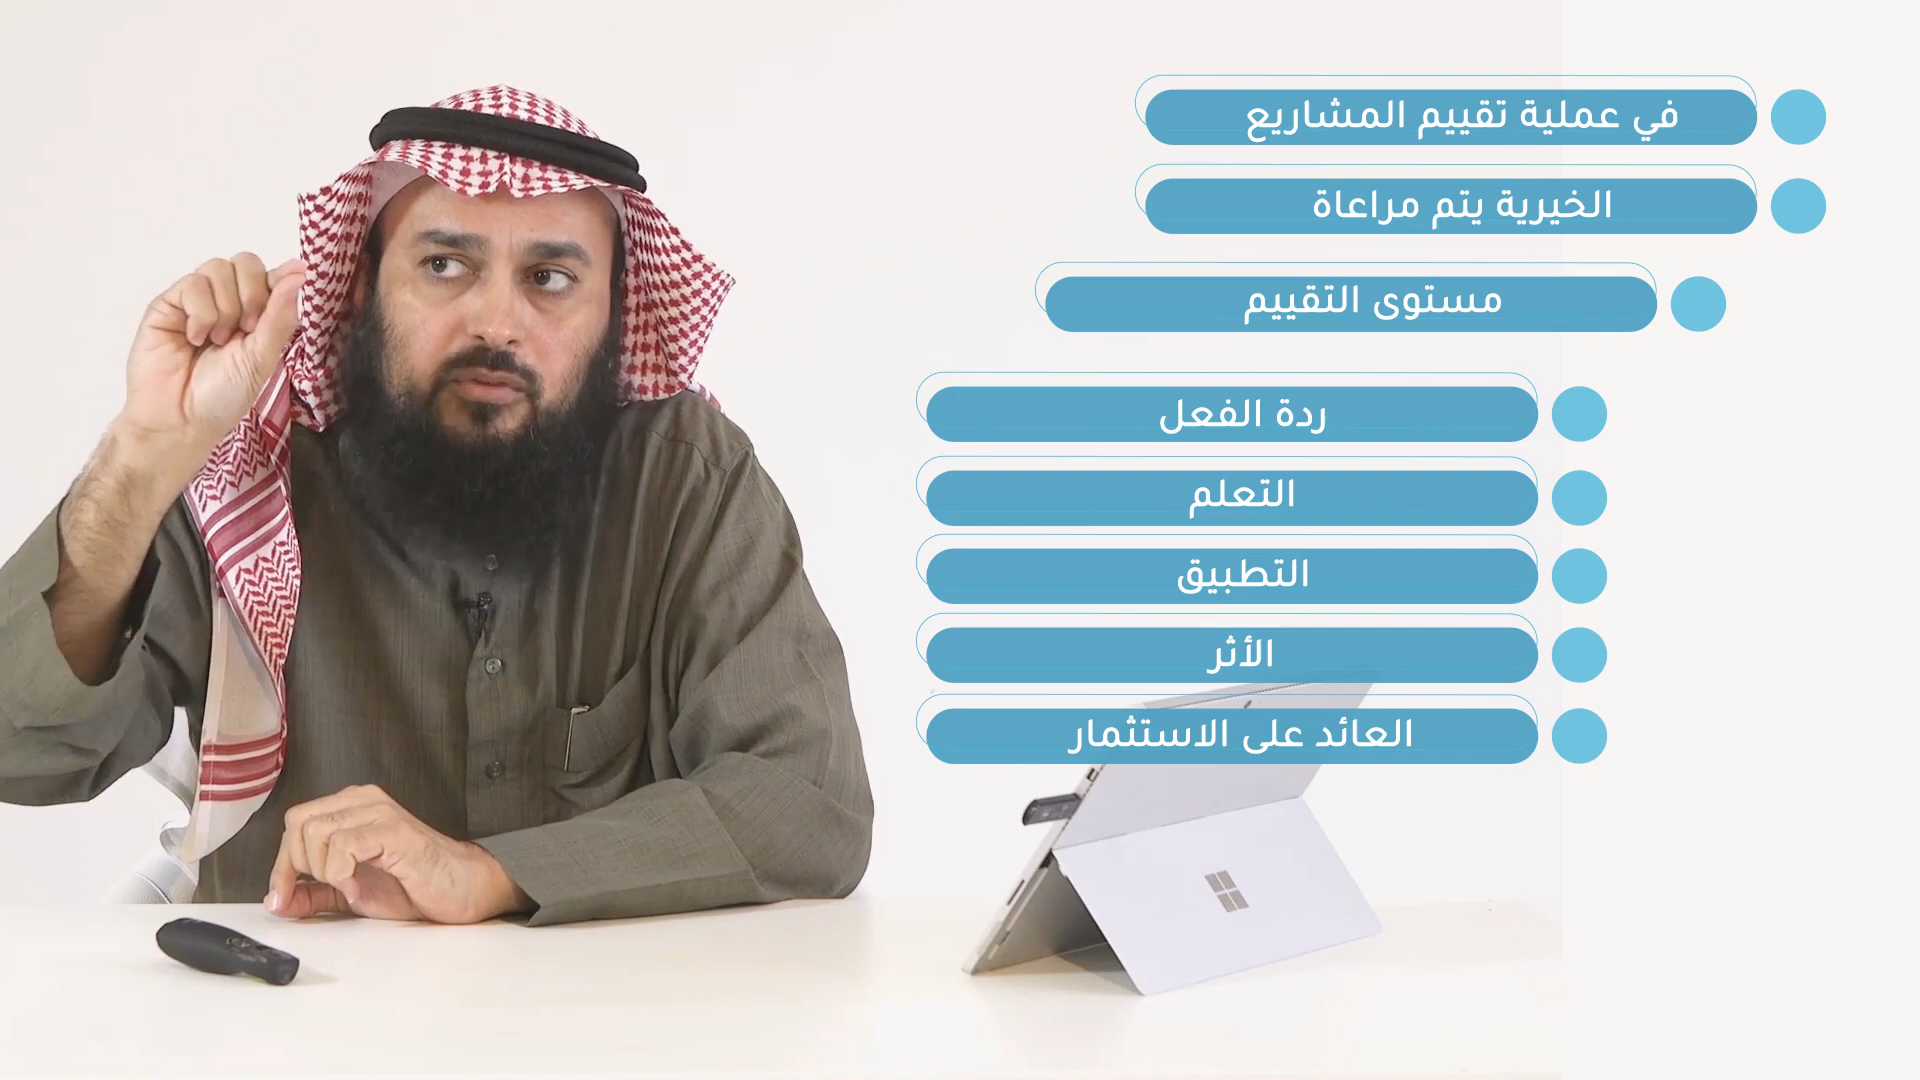 في عملية تقييم المشاريع
الخيرية يتم مراعاة
مستوى التقييم
ردة الفعل
التعلم
التطبيق
الأثر
العائد على الاستثمار